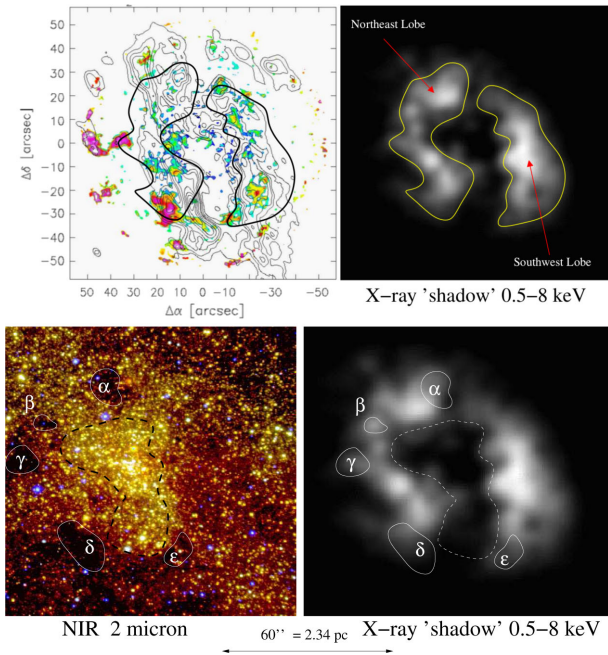 50
40
30
20
10
0
-10
-20
-30
-40
-50
Δδ [arcsec]
50 40 30 20 10 0 -10 -20 -30 -50
Δα [arcsec]
Northeast Lobe
Southwest Lobe
X-ray 'shadow' 0.5-8 keV
α
β
γ
δ
ε
NIR 2 micron
α
β
γ
δ
ε
X-ray 'shadow' 0.5-8 keV
60'' = 2.34 pc